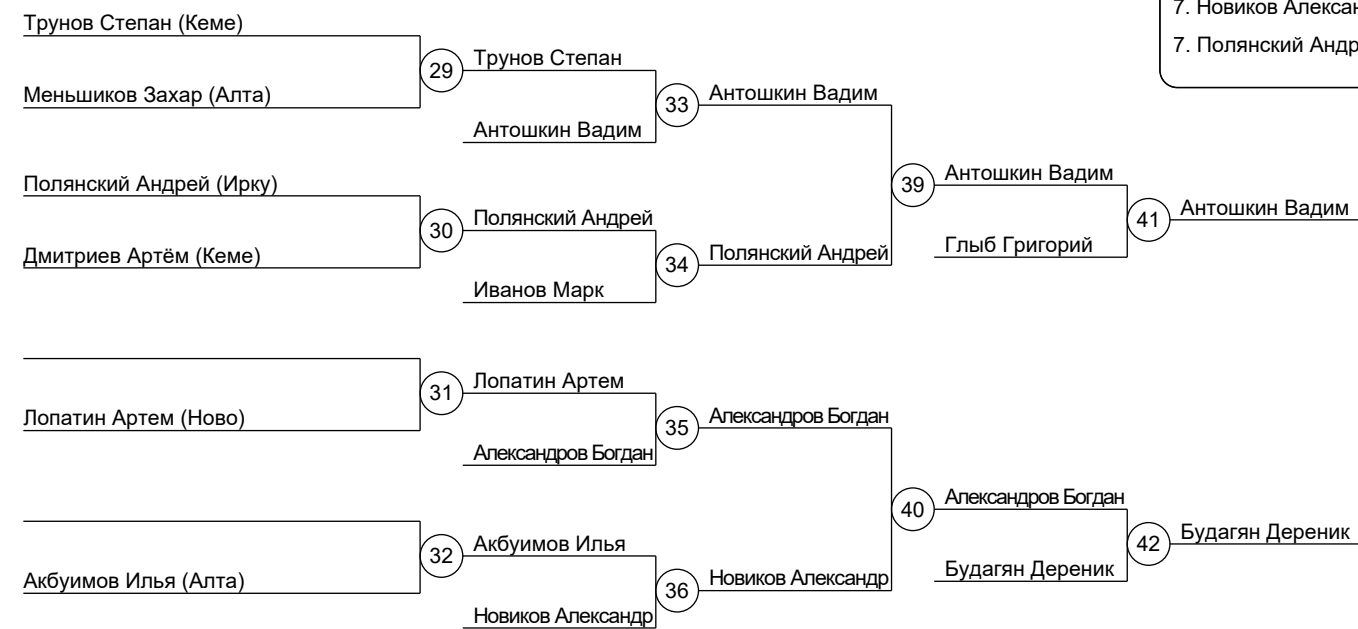 7. Новиков
7. Полянский
Трунов Степан (Кеме)
29
Трунов Степан
Меньшиков Захар (Алта)
33
Антошкин Вадим
Антошкин Вадим
Полянский Андрей (Ирку)
39
Антошкин Вадим
30
Полянский Андрей
41
Антошкин Вадим
Дмитриев Артём (Кеме)
34
Полянский Андрей
Глыб Григорий
Иванов Марк
31
Лопатин Артем
Лопатин Артем (Ново)
35
Александров Богдан
Александров Богдан
40
Александров Богдан
32
Акбуимов Илья
42
Будагян Дереник
Акбуимов Илья (Алта)
36
Новиков Александр
Будагян Дереник
Новиков Александр